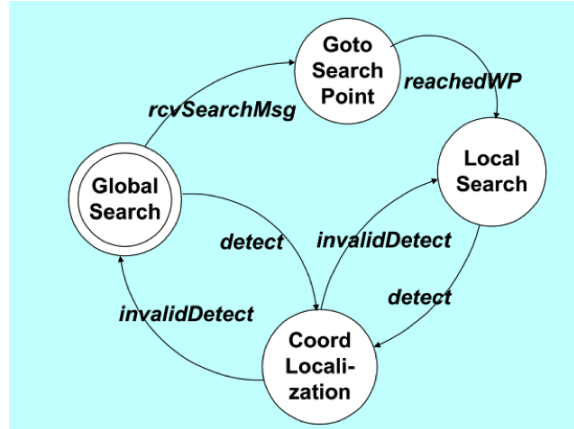 Goto
Search
Point
reachedWP
rcvSearchMsg
Local
Search
Global
Search
detect
invalidDetect
invalidDetect
detect
Coord
Locali-
zation